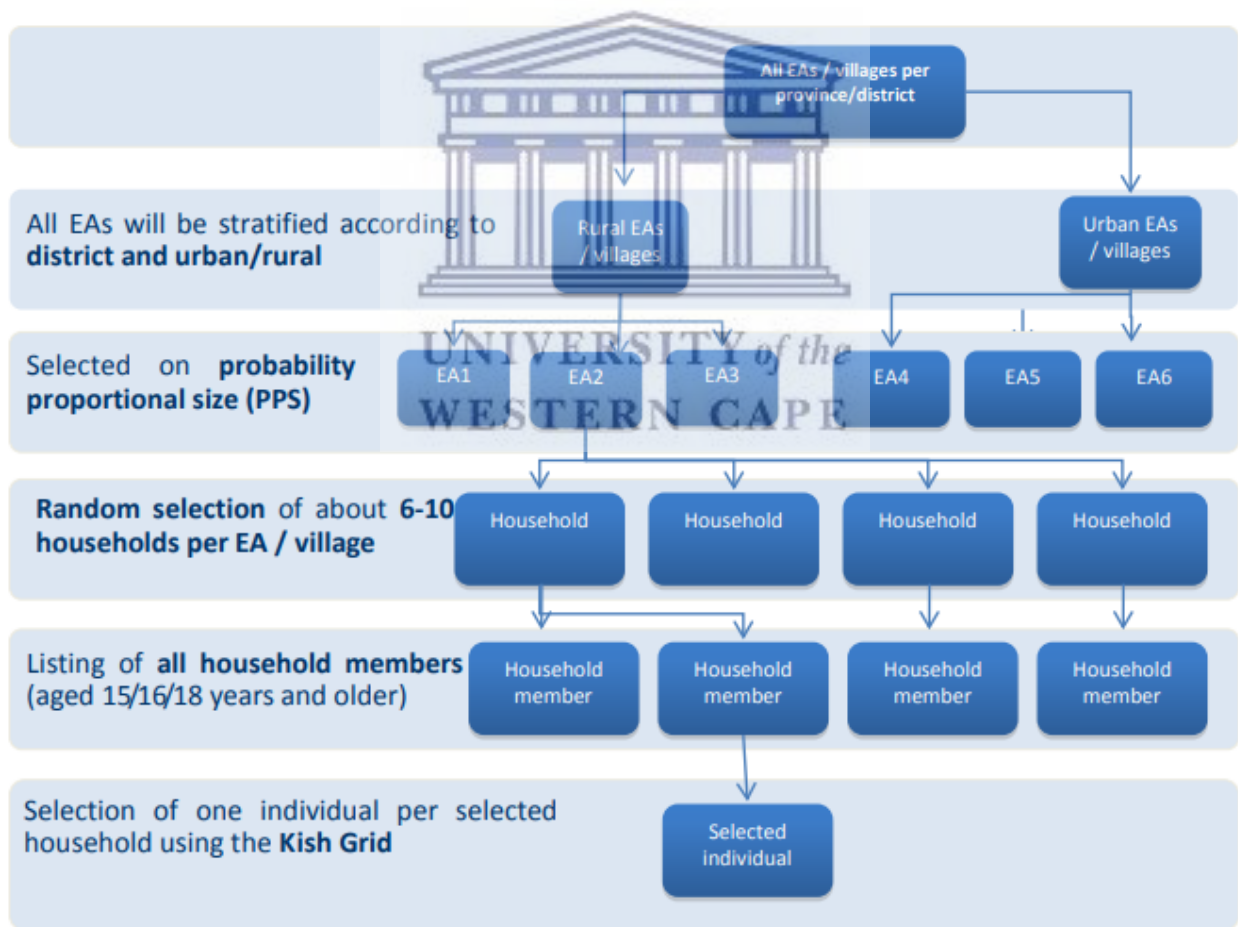 All EAs / villages per
province/district
All EAs will be stratified according to
district and urban/rural
Rural EAs
/ villages
Urban EAs
/ villages
UNIVERSITY of the
WESTERN CAPE
Selected on probability
proportional size (PPS)
EA1
EA2
EA3
EA4
EA5
EA6
Random selection of about 6-10
households per EA / village
Household
Household
Household
Household
Listing of all household members
(aged 15/16/18 years and older)
Household
member
Household
member
Household
member
Household
member
Selection of one individual per selected
household using the Kish Grid
Selected
individual